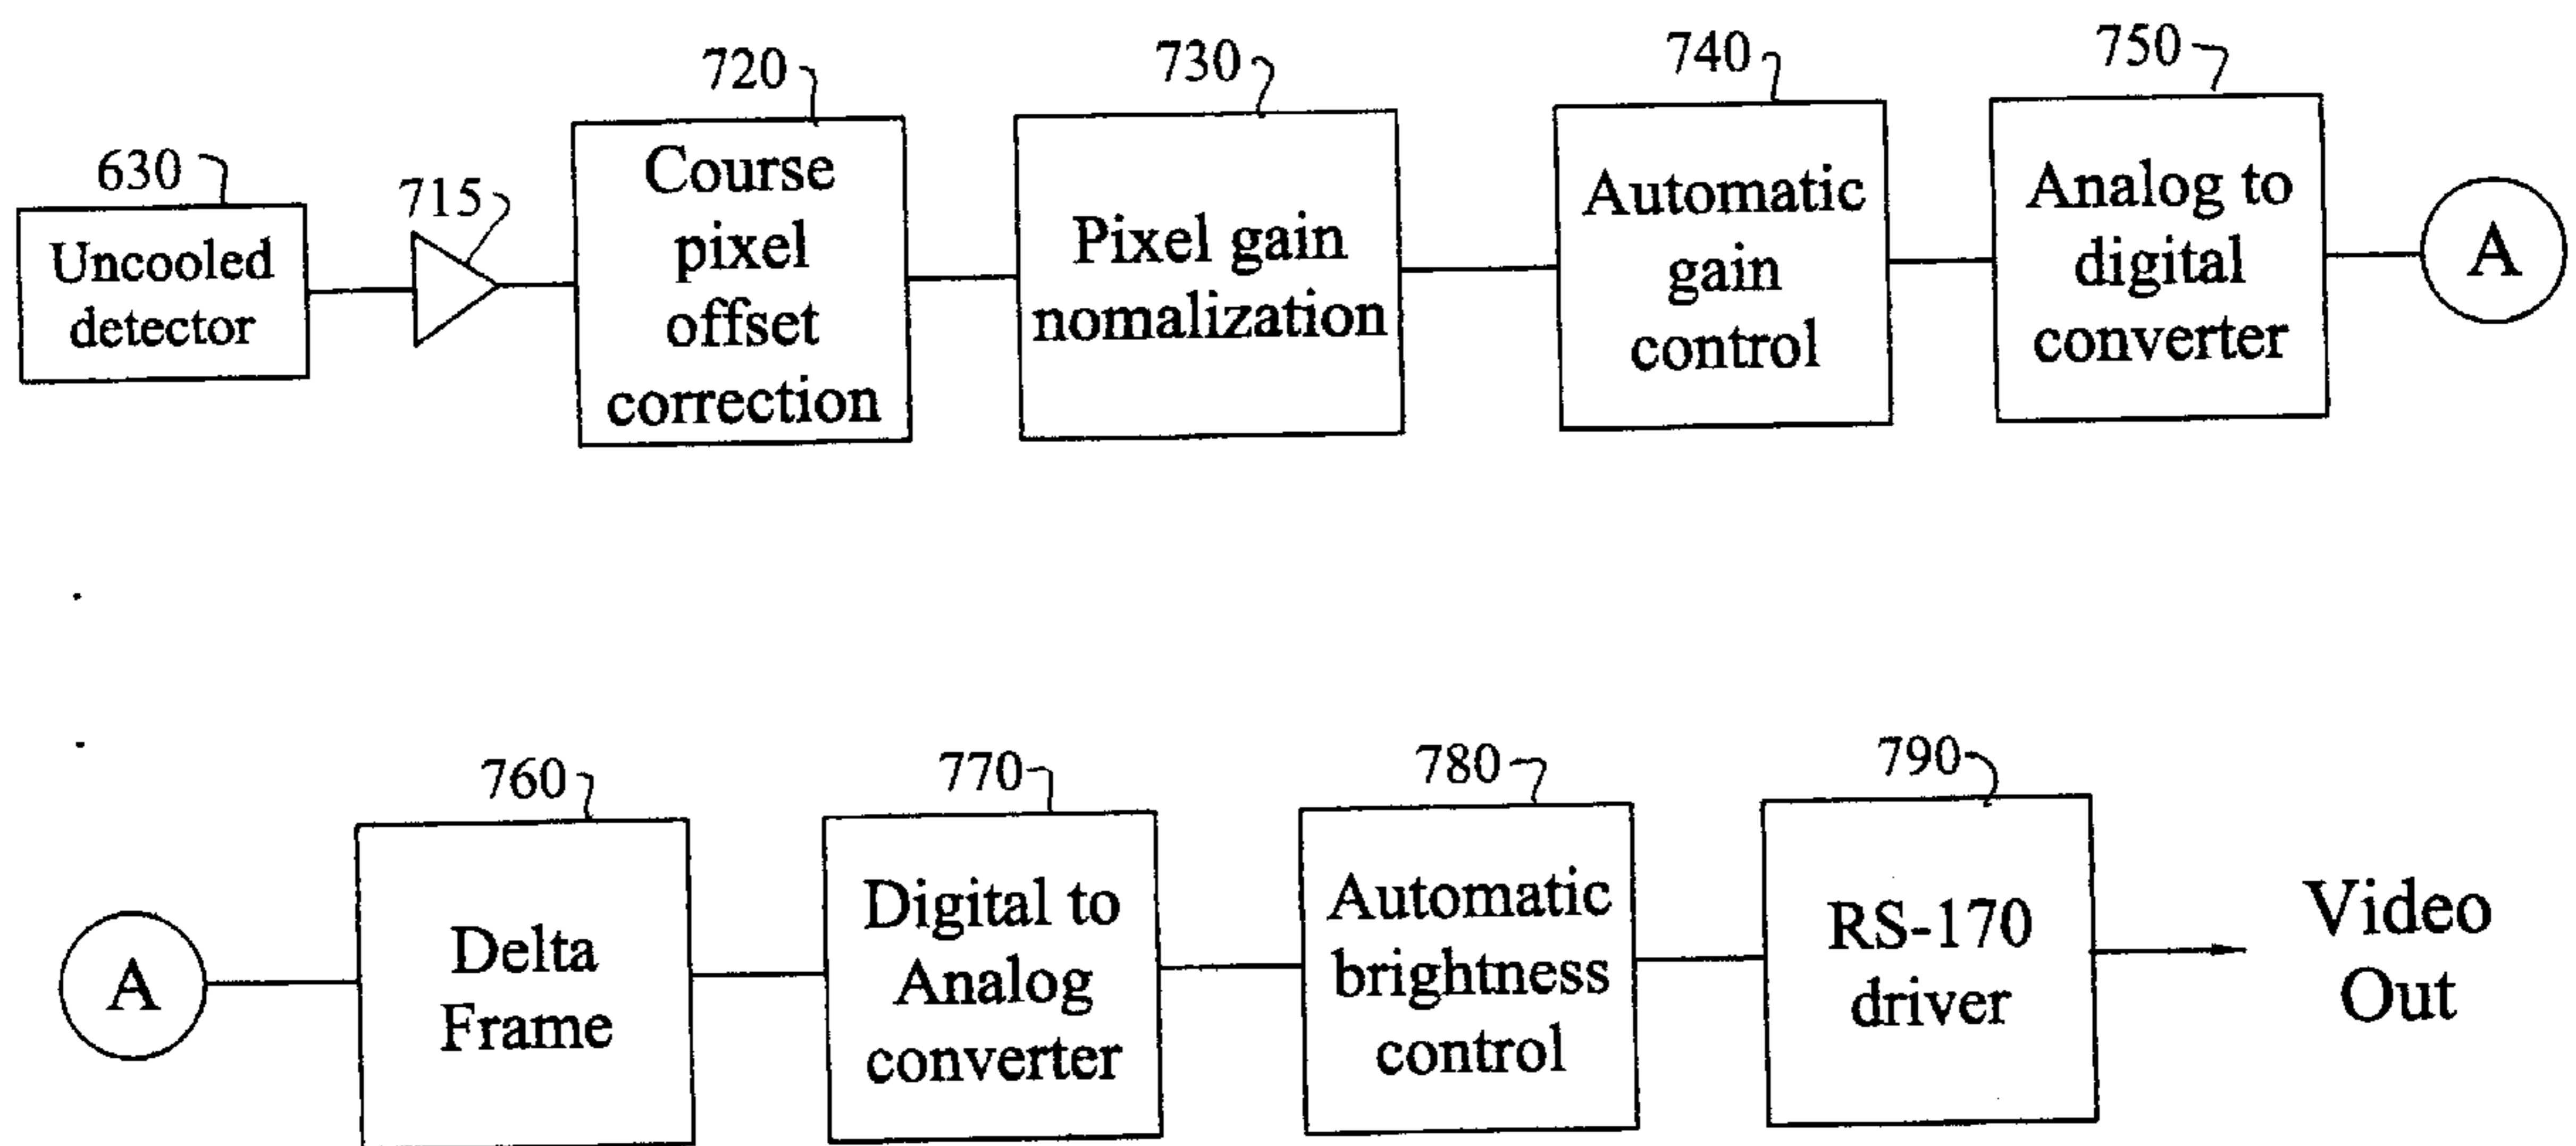 630
Uncooled
detector
715
720
Course
pixel
offset
correction
730
Pixel gain
nomalization
740
Automatic
gain
control
750
Analog to
digital
converter
A
A
760
Delta
Frame
770
Digital to
Analog
converter
780
Automatic
brightness
control
790
RS-170
driver
Video
Out